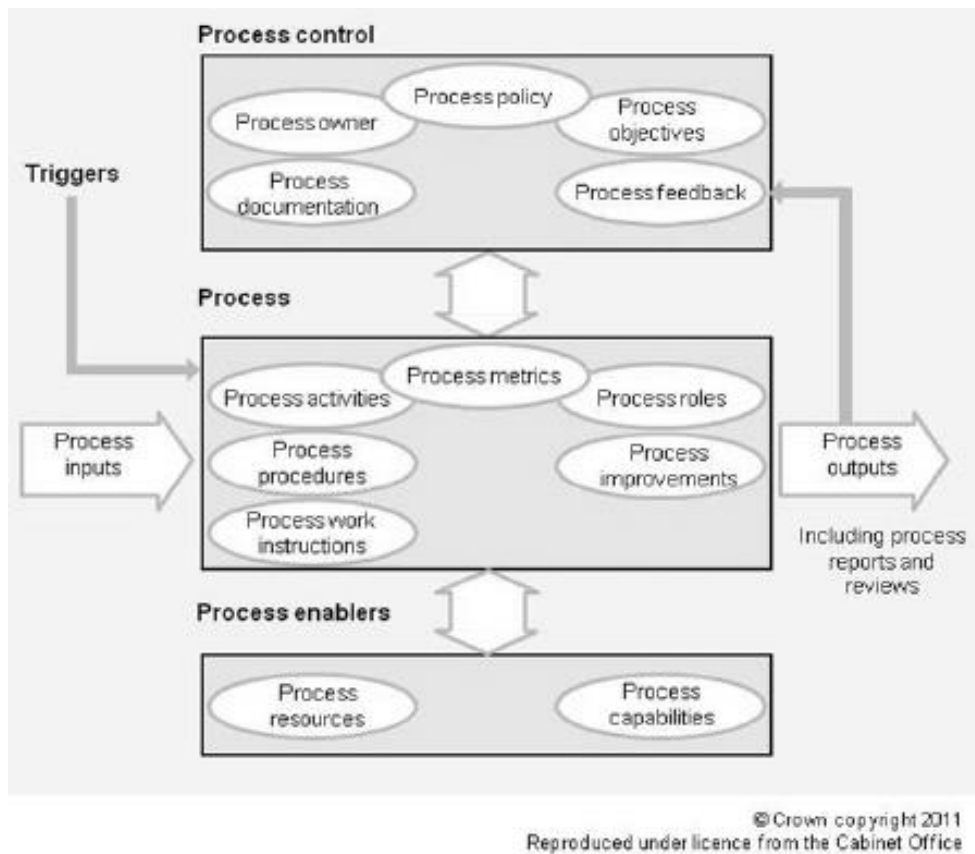 Process control
Process policy
Process owner
Process
objectives
Triggers
Process
documentation
Process feedback
Process
Process metrics
Process activities
Process roles
Process
inputs
Process
procedures
Process
improvements
Process
outputs
Process work
instructions
Including process
reports and
reviews
Process enablers
Process
resources
Process
capabilities
© Crown copyright 2011
Reproduced under licence from the Cabinet Office